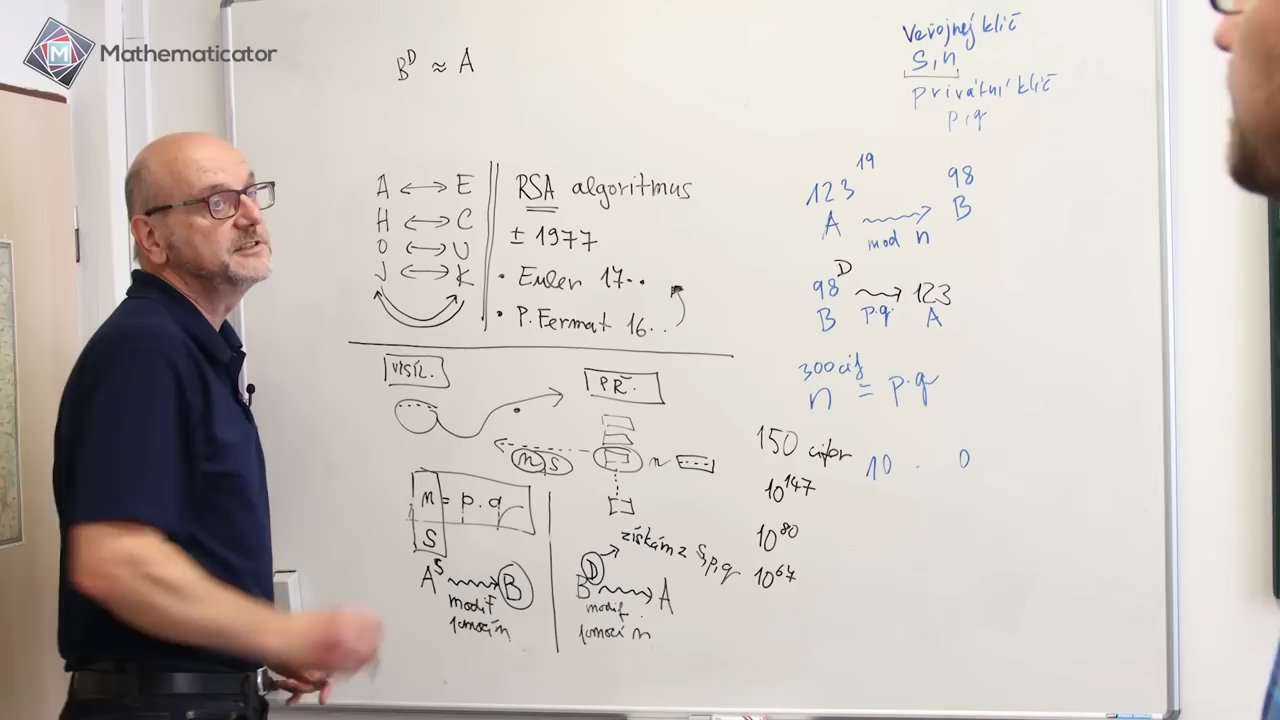 Mathematicator
B^D ≈ A
A ↔ E
H ↔ C
O ↔ U
J ↔ K
RSA algoritmus
± 1977
• Euler 17..
• P. Fermat 16..
VYSÍL.
PŘ.
n s
n
n = p.q
S
A^S B
modif
pomocí n
získám z S,p,q
B^D A
modif.
pomocí n
Veřejnej klíč
S, n
privátní klíč
p,q
123^19 98
A B
mod n
98^D 123
B p.q. A
300 cif
n = p.q
150 cifer
10 . 0
10^147
10^80
10^67